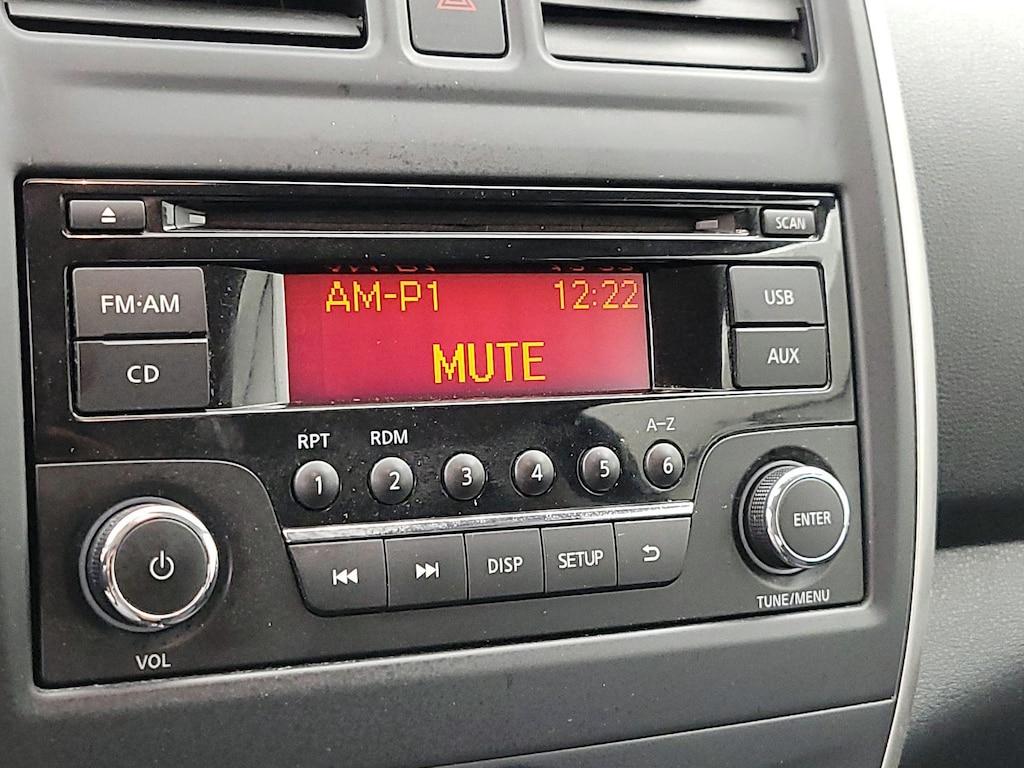 SCAN
FM·AM
AM-P1 12:22
USB
MUTE
CD
AUX
RPT RDM A-Z
1 2 3 4 5 6
ENTER
DISP SETUP
TUNE/MENU
VOL